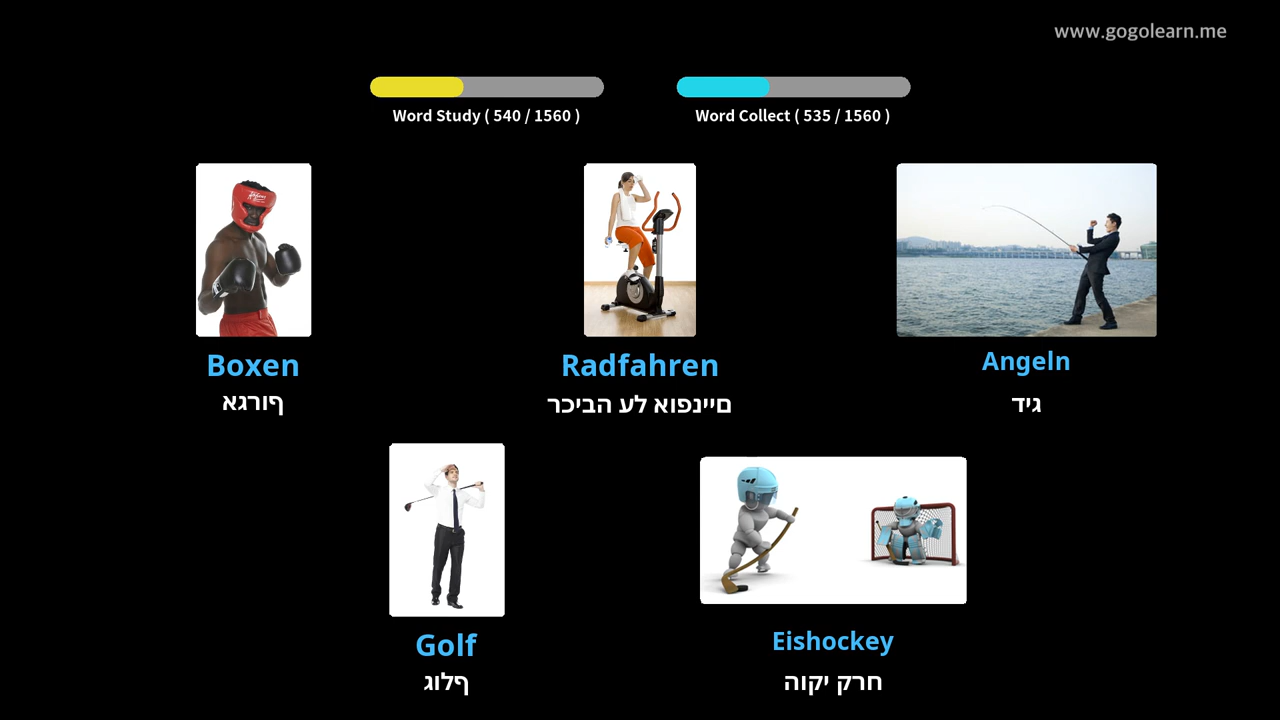 www.gogolearn.me
Word Study ( 540 / 1560 )
Word Collect ( 535 / 1560 )
Boxen
ףורגא
Radfahren
םיינפוא לע הביכר
Angeln
גיד
Golf
ףלוג
Eishockey
חרק יקוה